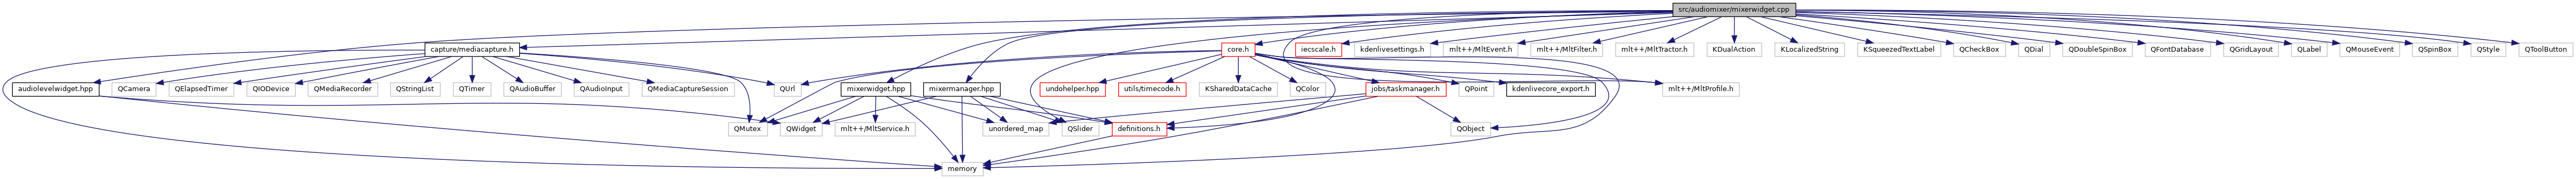 src/audiomixer/mixerwidget.cpp
capture/mediacapture.h
core.h
iecscale.h
kdenlivesettings.h
mlt++/MltEvent.h
mlt++/MltFilter.h
mlt++/MltTractor.h
KDualAction
KLocalizedString
KSqueezedTextLabel
QCheckBox
QDial
QDoubleSpinBox
QFontDatabase
QGridLayout
QLabel
QMouseEvent
QSpinBox
QStyle
QToolButton
audiolevelwidget.hpp
QCamera
QElapsedTimer
QIODevice
QMediaRecorder
QStringList
QTimer
QAudioBuffer
QAudioInput
QMediaCaptureSession
QUrl
mixerwidget.hpp
mixermanager.hpp
undohelper.hpp
utils/timecode.h
KSharedDataCache
QColor
jobs/taskmanager.h
QPoint
kdenlivecore_export.h
mlt++/MltProfile.h
QMutex
QWidget
mlt++/MltService.h
unordered_map
QSlider
definitions.h
QObject
memory